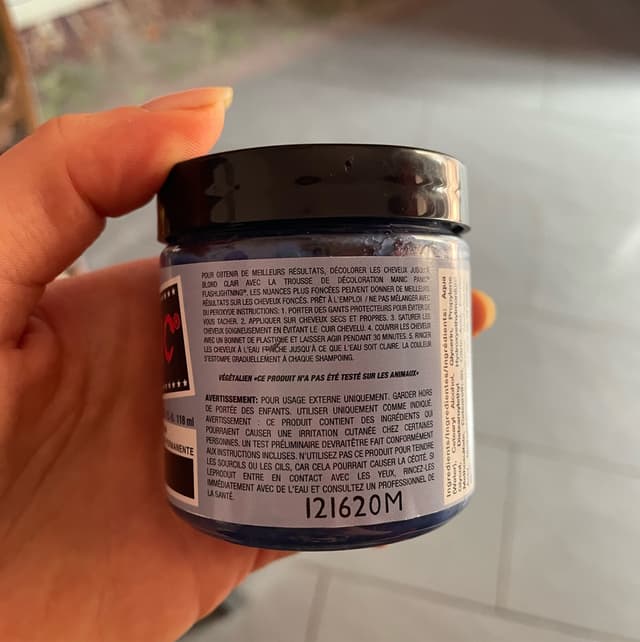 POUR OBTENIR DE MEILLEURS RÉSULTATS, DÉCOLORER LES CHEVEUX JUSQU'À
BLOND CLAIR AVEC LA TROUSSE DE DÉCOLORATION MANIC PANIC®
FLASHLIGHTNING®, LES NUANCES PLUS FONCÉES PEUVENT DONNER DE MEILLEURS
RÉSULTATS SUR LES CHEVEUX FONCÉS. PRÊT À L'EMPLOI / NE PAS MÉLANGER AVEC
DU PEROXYDE INSTRUCTIONS: 1. PORTER DES GANTS PROTECTEURS POUR ÉVITER DE
VOUS TACHER. 2. APPLIQUER SUR CHEVEUX SECS ET PROPRES. 3. SATURER LES
CHEVEUX SOIGNEUSEMENT EN ÉVITANT LE CUIR CHEVELU. 4. COUVRIR LES CHEVEUX
AVEC UN BONNET DE PLASTIQUE ET LAISSER AGIR PENDANT 30 MINUTES. 5. RINCER
LES CHEVEUX À L'EAU FRAÎCHE JUSQU'À CE QUE L'EAU SOIT CLAIRE. LA COULEUR
S'ESTOMPE GRADUELLEMENT À CHAQUE SHAMPOING.
VÉGÉTALIEN «CE PRODUIT N'A PAS ÉTÉ TESTÉ SUR LES ANIMAUX»
AVERTISSEMENT: POUR USAGE EXTERNE UNIQUEMENT. GARDER HORS
DE PORTÉE DES ENFANTS. UTILISER UNIQUEMENT COMME INDIQUÉ.
AVERTISSEMENT : CE PRODUIT CONTIENT DES INGRÉDIENTS QUI
POURRAIENT CAUSER UNE IRRITATION CUTANÉE CHEZ CERTAINES
PERSONNES. UN TEST PRÉLIMINAIRE DEVRAITÊTRE FAIT CONFORMÉMENT
AUX INSTRUCTIONS INCLUSES. N'UTILISEZ PAS CE PRODUIT POUR TEINDRE
LES SOURCILS OU LES CILS, CAR CELA POURRAIT CAUSER LA CÉCITÉ. SI
LEPRODUIT ENTRE EN CONTACT AVEC LES YEUX, RINCEZ-LES
IMMÉDIATEMENT AVEC DE L'EAU ET CONSULTEZ UN PROFESSIONNEL DE
LA SANTÉ.
121620M
C®
118 ml
Ingredients/Ingrédientes/Ingrédients: Aqua
(Water), Cetearyl Alcohol, Glycerin, Propylene